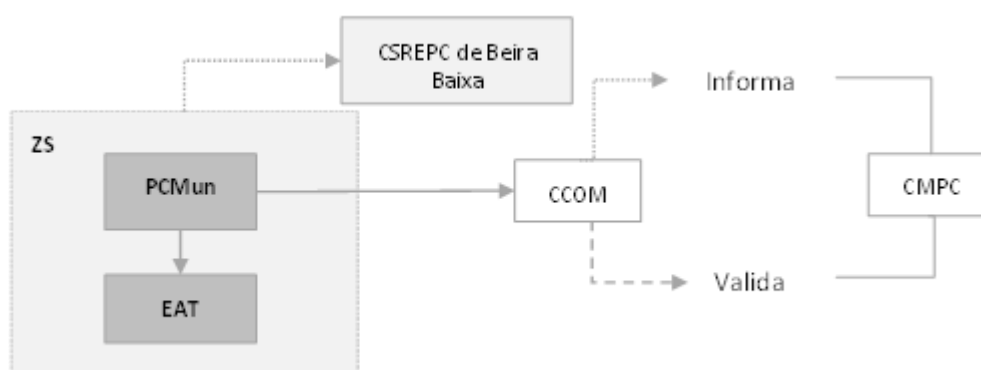 CSREPC de Beira
Baixa
Informa
ZS
PCMun
CCOM
CMPC
Valida
EAT